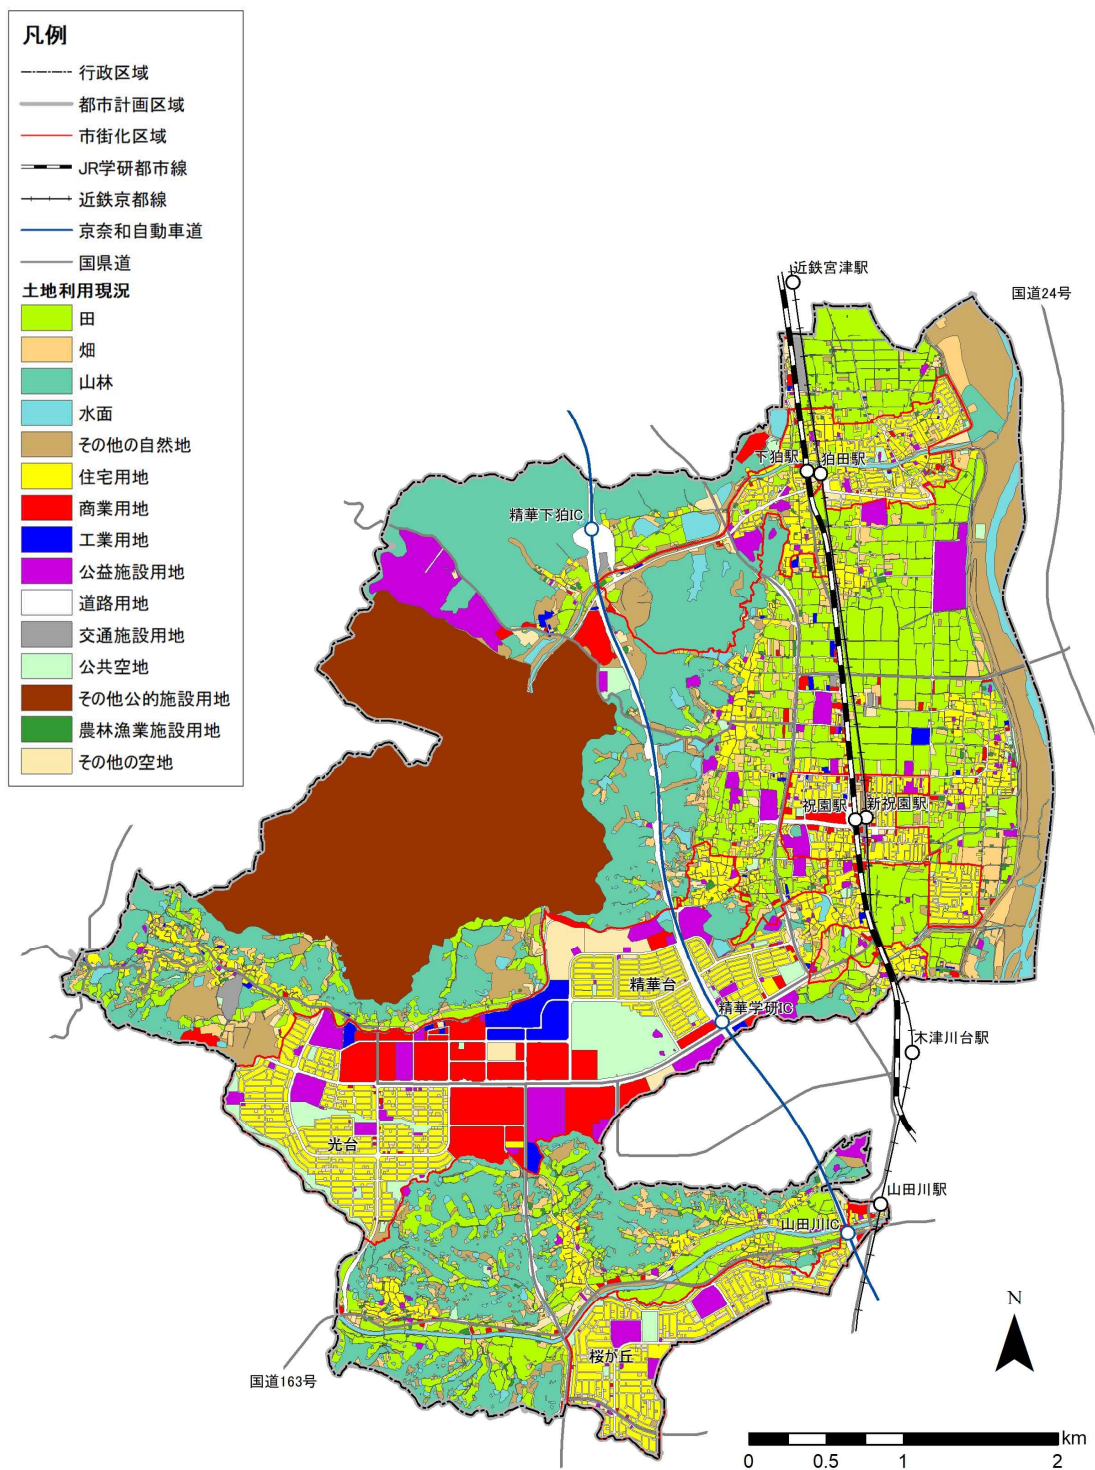 凡例
行政区域
都市計画区域
市街化区域
JR学研都市線
近鉄京都線
京奈和自動車道
国県道
土地利用現況
田
畑
山林
水面
その他の自然地
住宅用地
商業用地
工業用地
公益施設用地
道路用地
交通施設用地
公共空地
その他公的施設用地
農林漁業施設用地
その他の空地
近鉄宮津駅
国道24号
下狛駅
狛田駅
精華下狛IC
祝園駅
新祝園駅
精華台
精華学研IC
木津川台駅
光台
山田川駅
山田川IC
桜が丘
国道163号
N
km
0 0.5 1 2